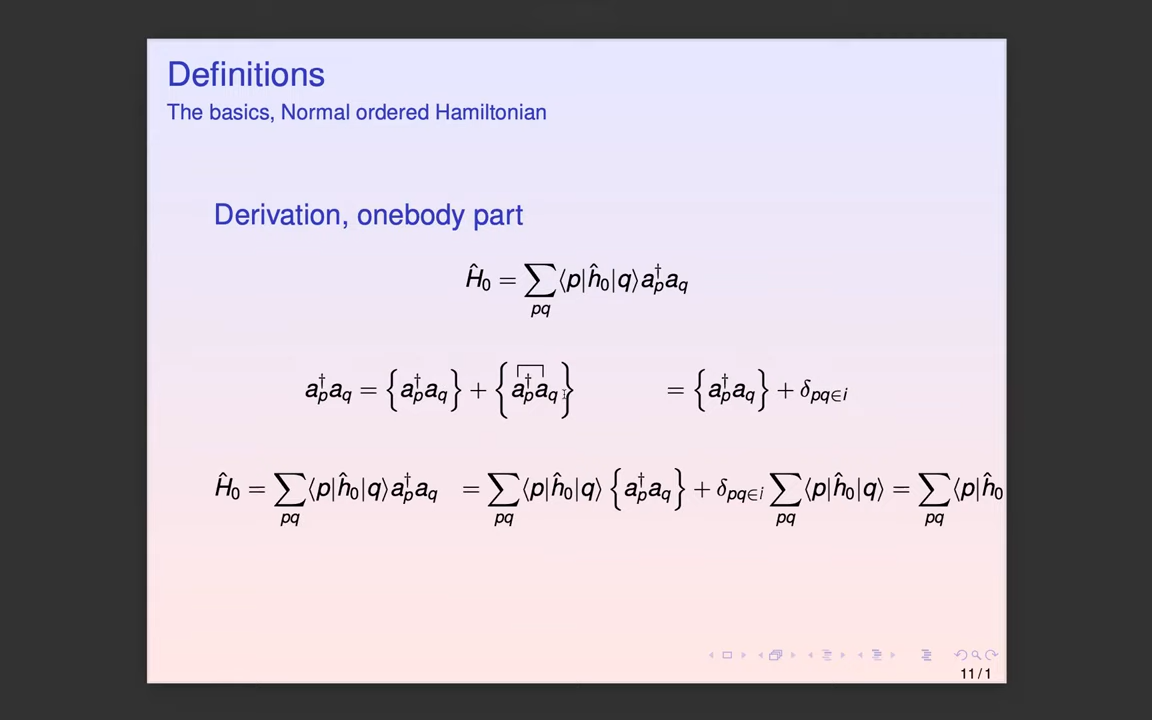 Definitions
The basics, Normal ordered Hamiltonian
Derivation, onebody part
Ĥ₀ = ∑_{pq} ⟨p|ĥ₀|q⟩a†_p a_q
a†_p a_q = {a†_p a_q} + {a†_p a_q} = {a†_p a_q} + δ_{pq∈i}
Ĥ₀ = ∑_{pq} ⟨p|ĥ₀|q⟩a†_p a_q = ∑_{pq} ⟨p|ĥ₀|q⟩ {a†_p a_q} + δ_{pq∈i} ∑_{pq} ⟨p|ĥ₀|q⟩ = ∑_{pq} ⟨p|ĥ₀
11 / 1